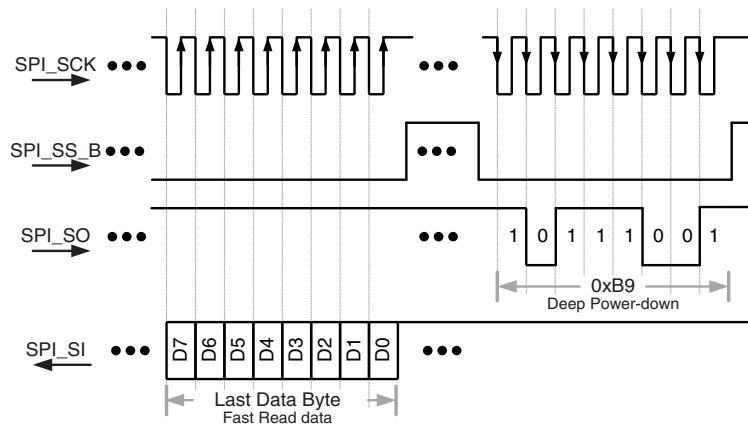 SPI_SCK
SPI_SS_B
SPI_SO
1 0 1 1 1 0 0 1
0xB9
Deep Power-down
SPI_SI
D7 D6 D5 D4 D3 D2 D1 D0
Last Data Byte
Fast Read data